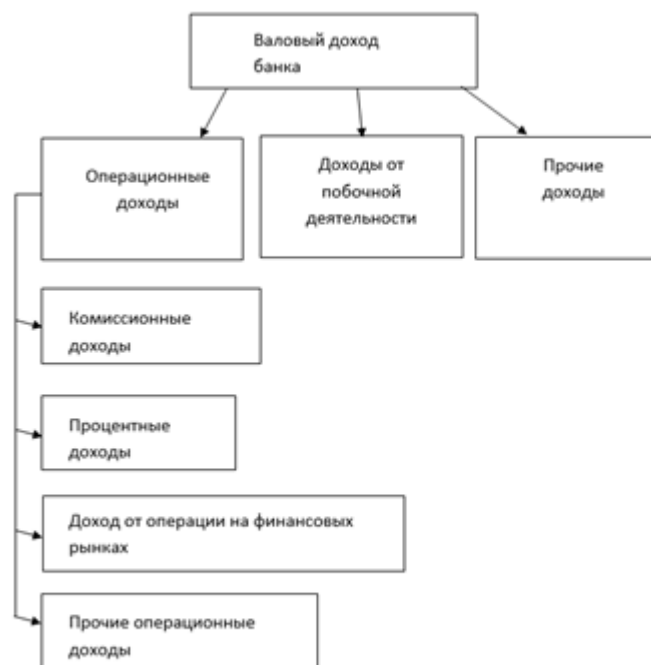 Валовый доход
банка
Операционные
доходы
Доходы от
побочной
деятельности
Прочие
доходы
Комиссионные
доходы
Процентные
доходы
Доход от операции на финансовых
рынках
Прочие операционные
доходы